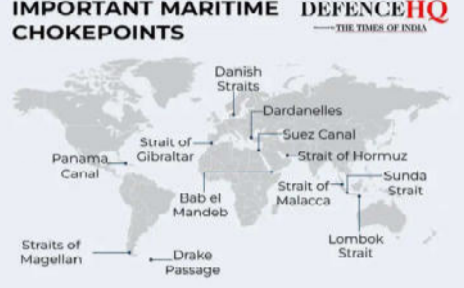 IMPORTANT MARITIME
CHOKEPOINTS
DEFENCEHQ
THE TIMES OF INDIA
Danish
Straits
Dardanelles
Suez Canal
Strait of
Gibraltar
Strait of Hormuz
Panama
Canal
Bab el
Mandeb
Strait of
Malacca
Sunda
Strait
Lombok
Strait
Straits of
Magellan
Drake
Passage